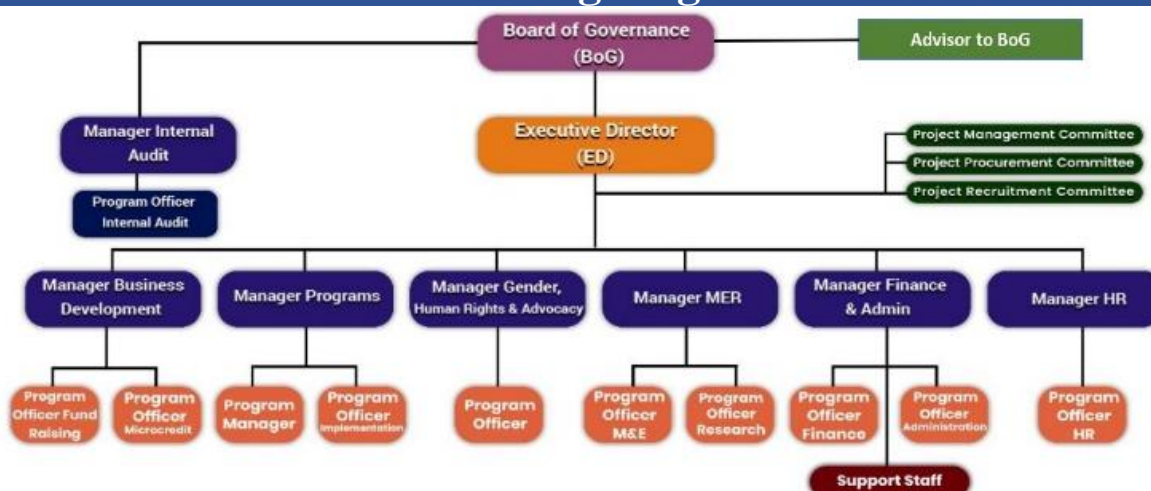 Board of Governance
(BoG)
Advisor to BoG
Manager Internal
Audit
Executive Director
(ED)
Project Management Committee
Project Procurement Committee
Project Recruitment Committee
Program Officer
Internal Audit
Manager Business
Development
Manager Programs
Manager Gender,
Human Rights & Advocacy
Manager MER
Manager Finance
& Admin
Manager HR
Program
Officer Fund
Raising
Program
Officer
Microcredit
Program
Manager
Program
Officer
Implementation
Program
Officer
Program
Officer
M&E
Program
Officer
Research
Program
Officer
Finance
Program
Officer
Administration
Program
Officer
HR
Support Staff